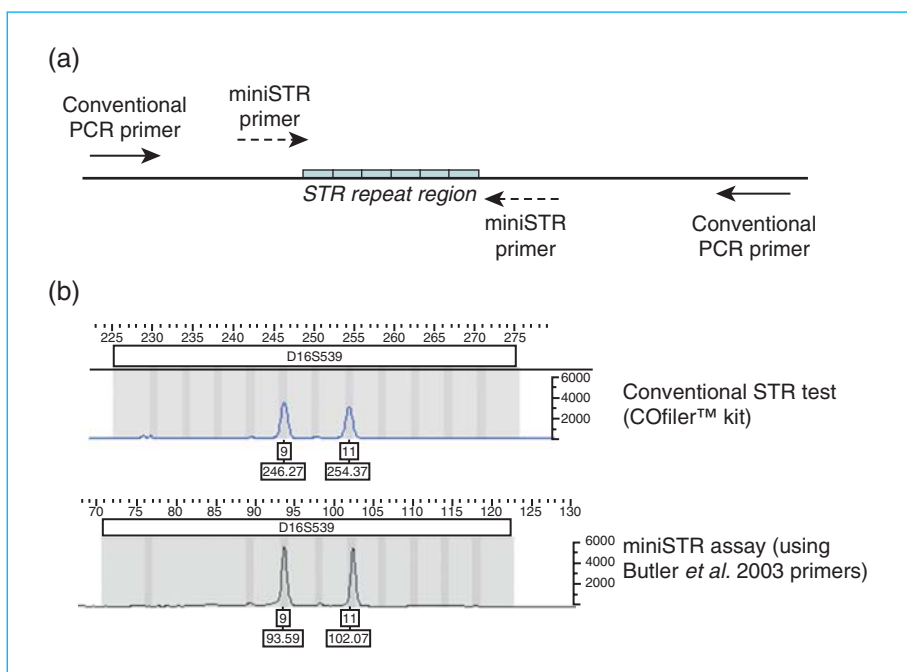 (a)
Conventional
PCR primer
miniSTR
primer
STR repeat region
miniSTR
primer
Conventional
PCR primer
(b)
225 230 235 240 245 250 255 260 265 270 275
D16S539
6000
4000
2000
9
246.27
11
254.37
Conventional STR test
(COfiler™ kit)
70 75 80 85 90 95 100 105 110 115 120 125 130
D16S539
6000
4000
2000
9
93.59
11
102.07
miniSTR assay (using
Butler et al. 2003 primers)